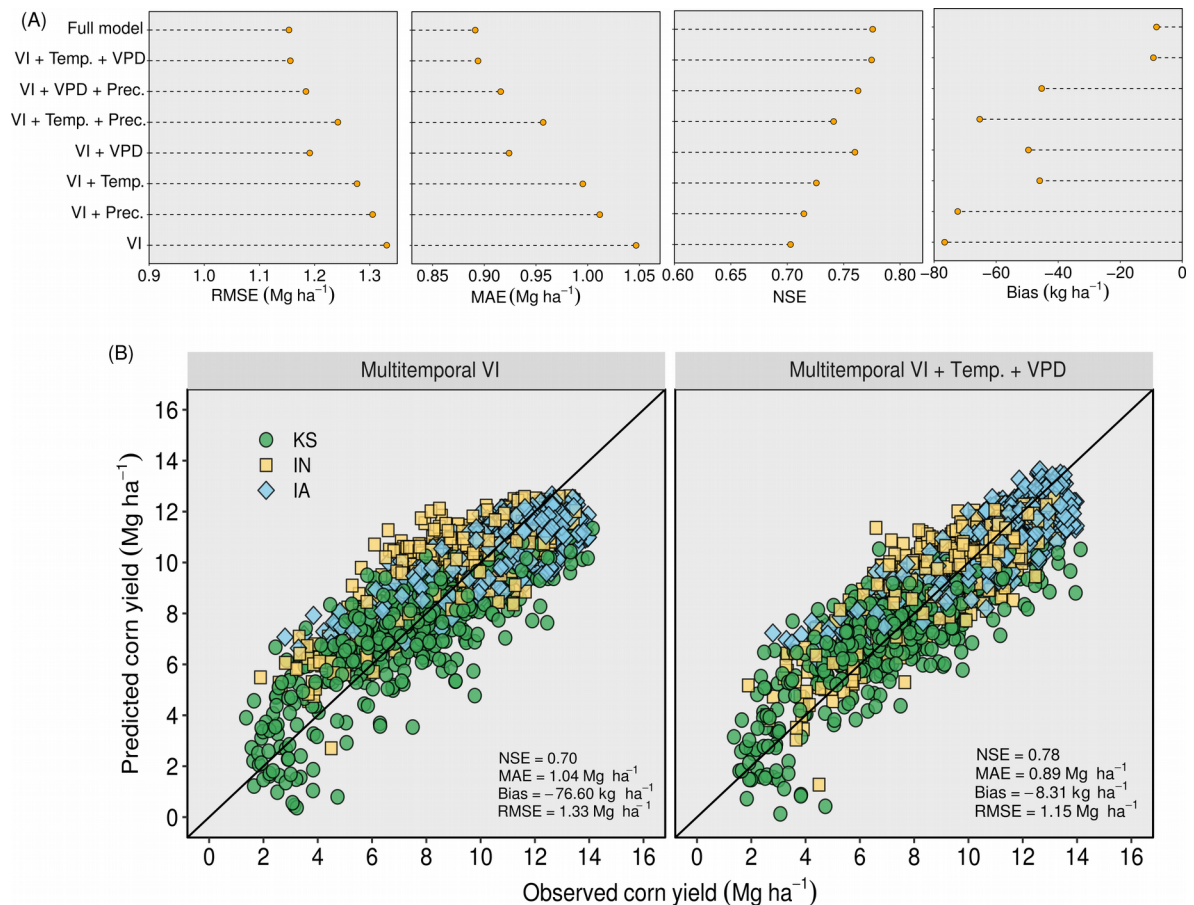 (A)
Full model
VI + Temp. + VPD
VI + VPD + Prec.
VI + Temp. + Prec.
VI + VPD
VI + Temp.
VI + Prec.
VI
0.9 1.0 1.1 1.2 1.3
RMSE (Mg ha⁻¹)
0.85 0.90 0.95 1.00 1.05
MAE (Mg ha⁻¹)
0.60 0.70 0.80
NSE
−80 −60 −40 −20 0
Bias (kg ha⁻¹)
(B)
Multitemporal VI
Multitemporal VI + Temp. + VPD
Predicted corn yield (Mg ha⁻¹)
16
14
12
10
8
6
4
2
0
KS
IN
IA
NSE = 0.70
MAE = 1.04 Mg ha⁻¹
Bias = −76.60 kg ha⁻¹
RMSE = 1.33 Mg ha⁻¹
NSE = 0.78
MAE = 0.89 Mg ha⁻¹
Bias = −8.31 kg ha⁻¹
RMSE = 1.15 Mg ha⁻¹
0 2 4 6 8 10 12 14 16
0 2 4 6 8 10 12 14 16
Observed corn yield (Mg ha⁻¹)